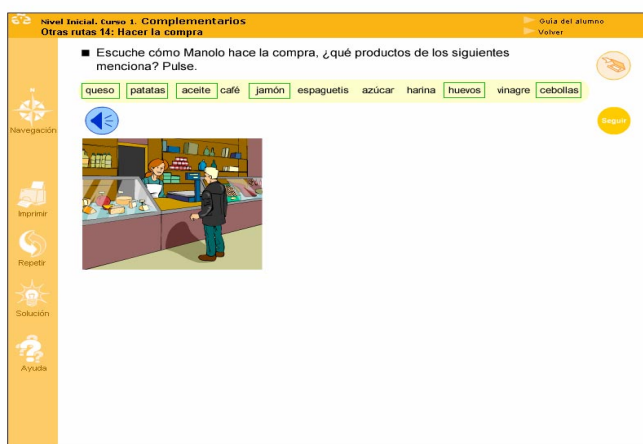 Nivel Inicial. Curso 1. Complementarios
Guía del alumno
Otras rutas 14: Hacer la compra
Volver
■ Escuche cómo Manolo hace la compra, ¿qué productos de los siguientes
menciona? Pulse.
queso patatas aceite café jamón espaguetis azúcar harina huevos vinagre cebollas
Navegación
Seguir
Imprimir
Repetir
Solución
Ayuda